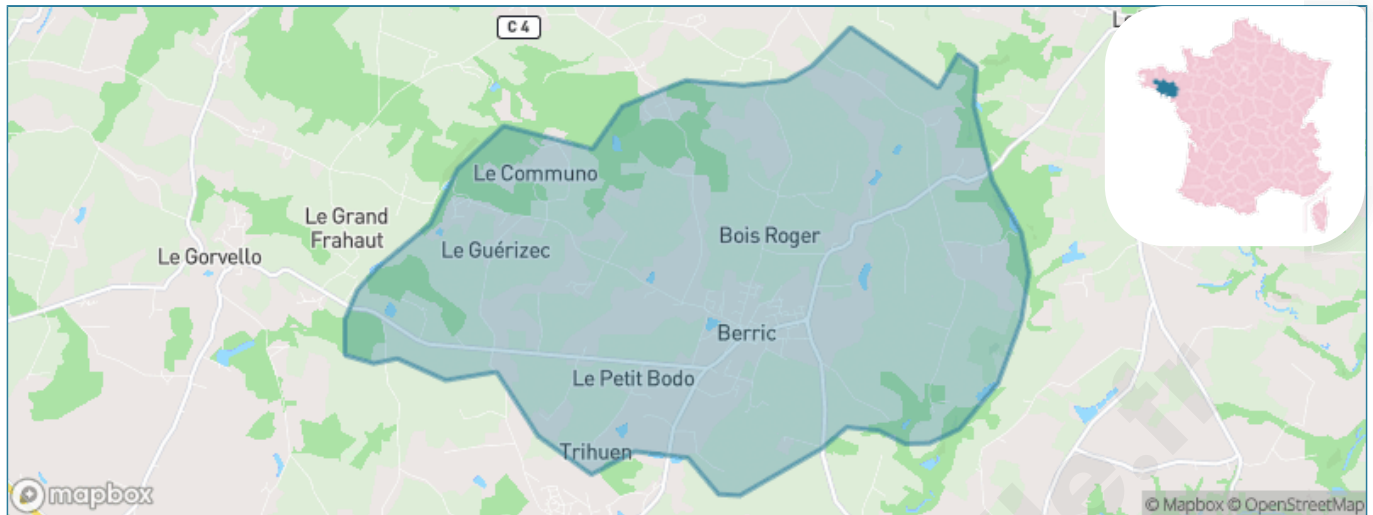 C 4
Le Communo
Le Grand
Frahaut
Bois Roger
Le Guérizec
Le Gorvello
Berric
Le Petit Bodo
Trihuen
mapbox
© Mapbox © OpenStreetMap